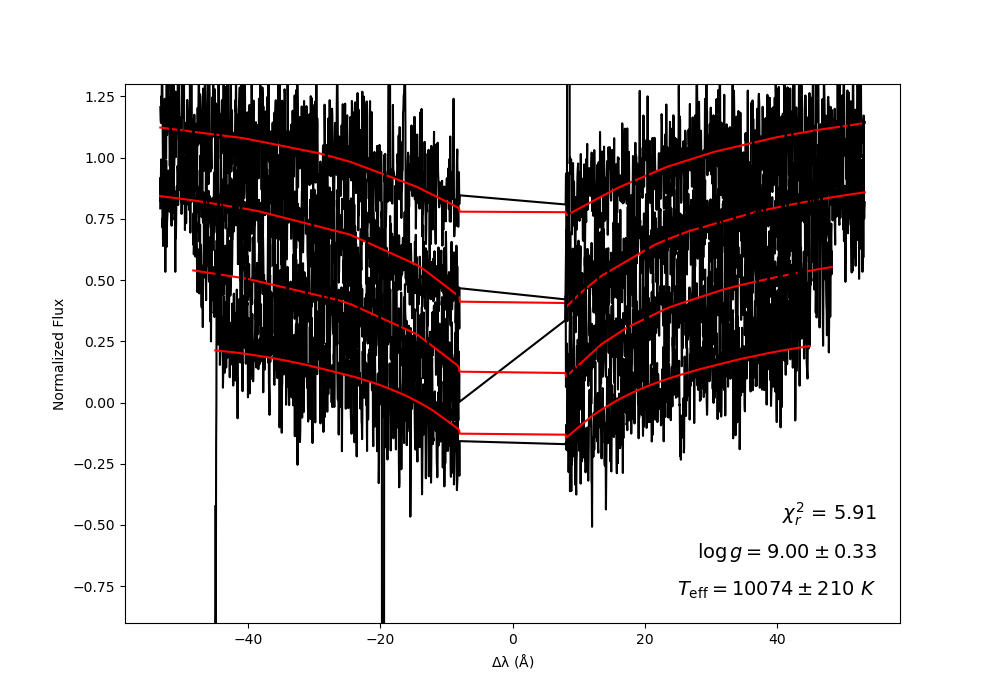 1.25
1.00
0.75
0.50
0.25
0.00
−0.25
−0.50
−0.75
Normalized Flux
−40
−20
0
20
40
Δλ (Å)
χ²ᵣ = 5.91
log g = 9.00 ± 0.33
T_eff = 10074 ± 210 K